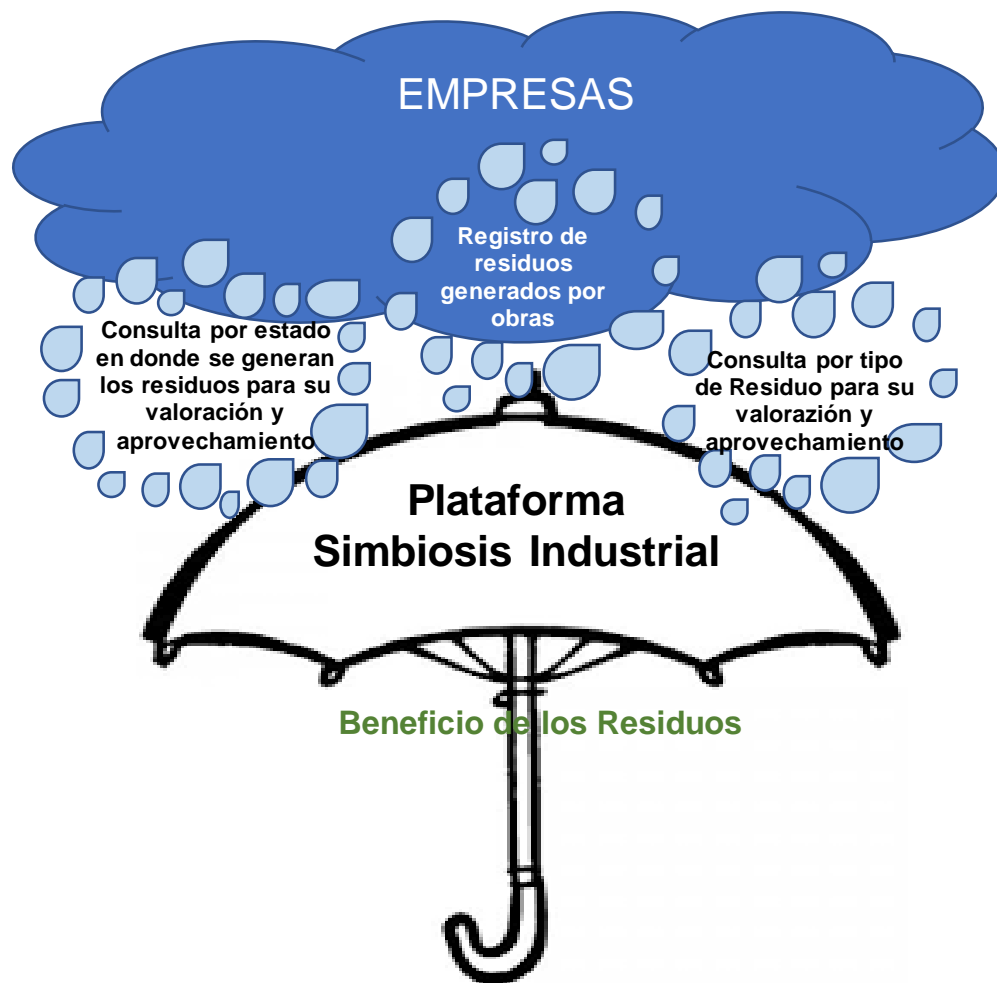 EMPRESAS
Registro de
residuos
generados por
obras
Consulta por estado
en donde se generan
los residuos para su
valoración y
aprovechamiento
Consulta por tipo
de Residuo para su
valorazión y
aprovechamiento
Plataforma
Simbiosis Industrial
Beneficio de los Residuos